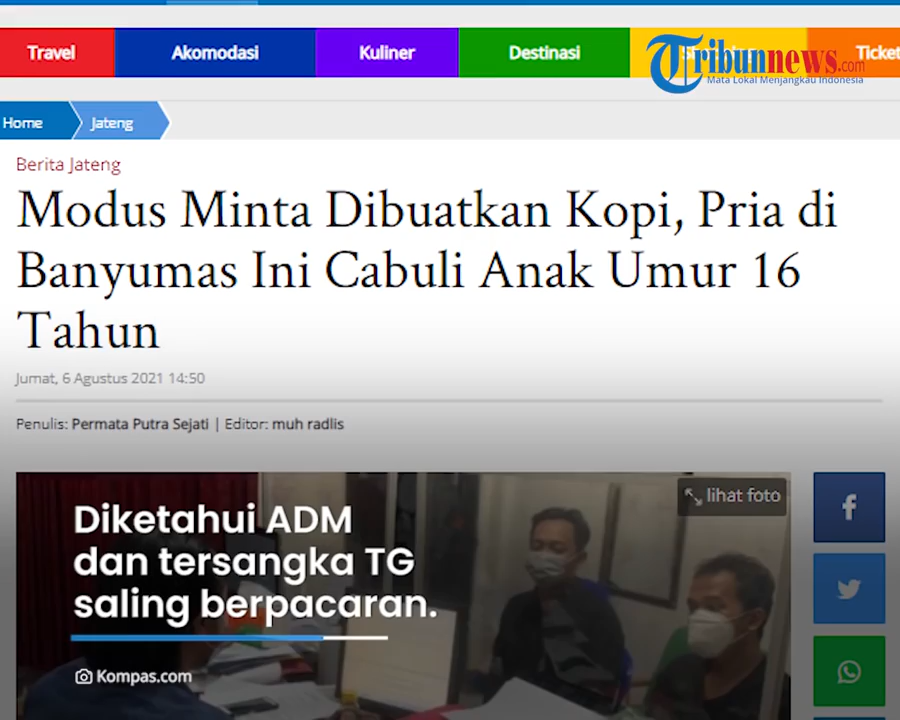 Travel
Akomodasi
Kuliner
Destinasi
Ticket
Tribunnews.com
Mata Lokal Menjangkau Indonesia
Home
Jateng
Berita Jateng
Modus Minta Dibuatkan Kopi, Pria di
Banyumas Ini Cabuli Anak Umur 16
Tahun
Jumat, 6 Agustus 2021 14:50
Penulis: Permata Putra Sejati | Editor: muh radlis
lihat foto
Diketahui ADM
dan tersangka TG
saling berpacaran.
Kompas.com